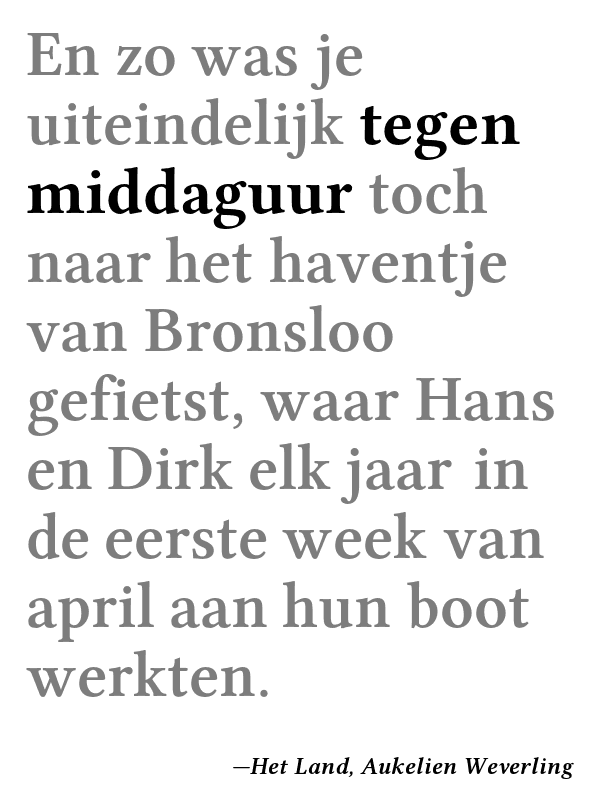 En zo was je
uiteindelijk tegen
middaguur toch
naar het haventje
van Bronsloo
gefietst, waar Hans
en Dirk elk jaar in
de eerste week van
april aan hun boot
werkten.
—Het Land, Aukelien Weverling